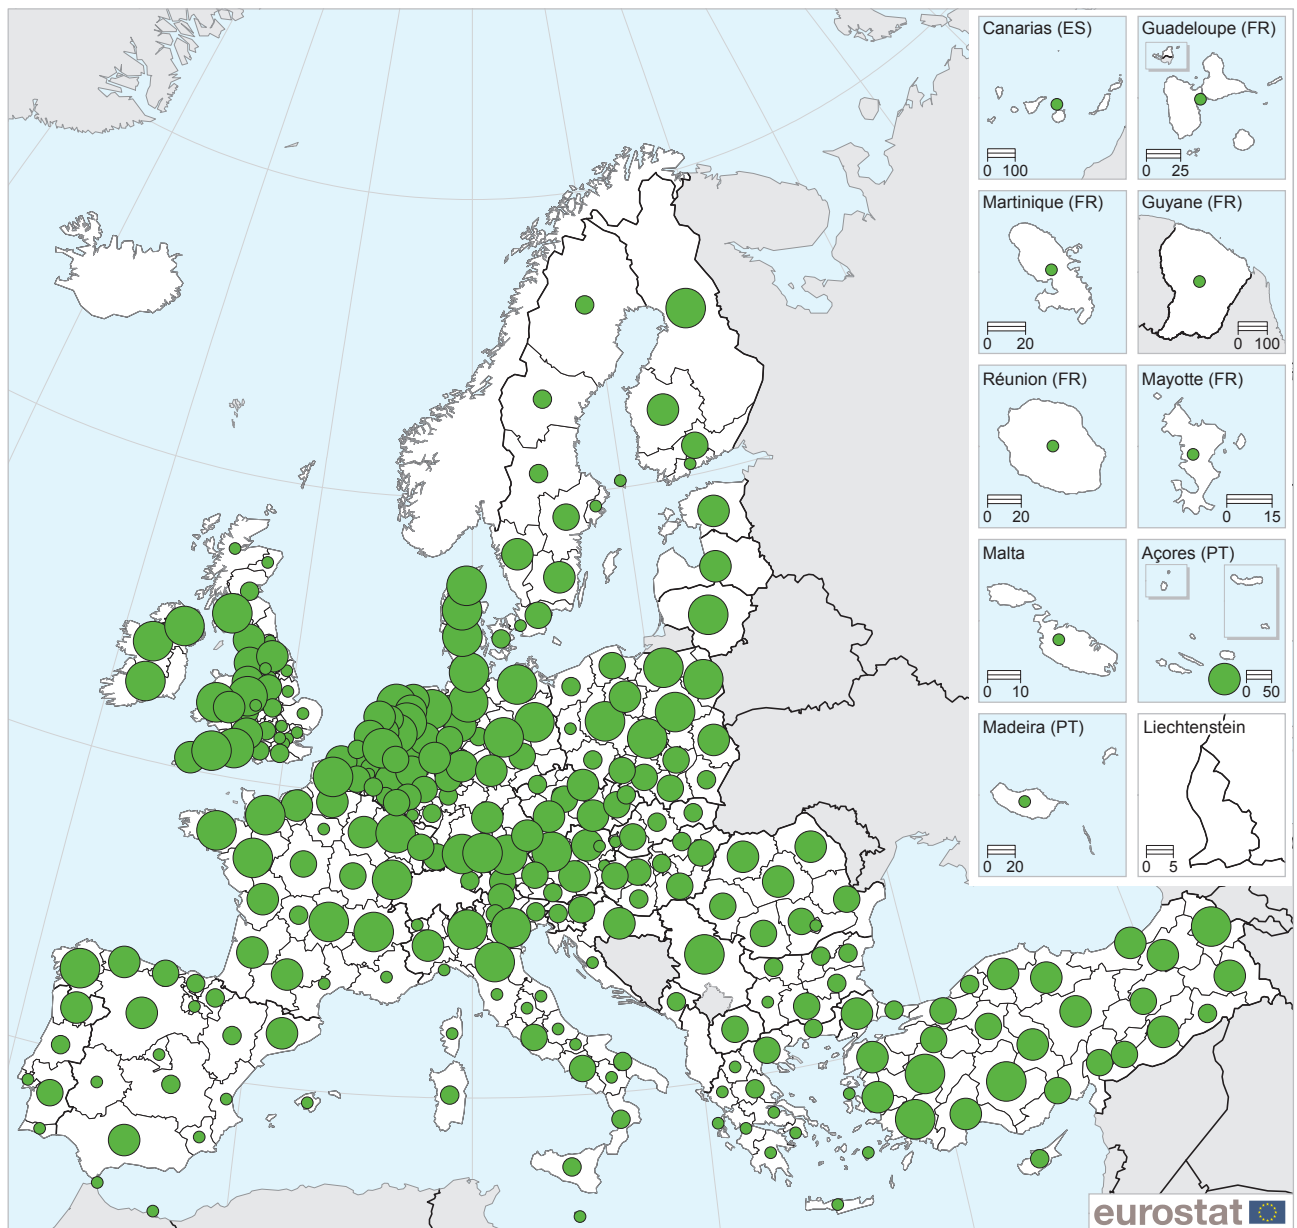 Canarias (ES)
0 100
Guadeloupe (FR)
0 25
Martinique (FR)
0 20
Guyane (FR)
0 100
Réunion (FR)
0 20
Mayotte (FR)
0 15
Malta
0 10
Açores (PT)
0 50
Madeira (PT)
0 20
Liechtenstein
0 5
eurostat